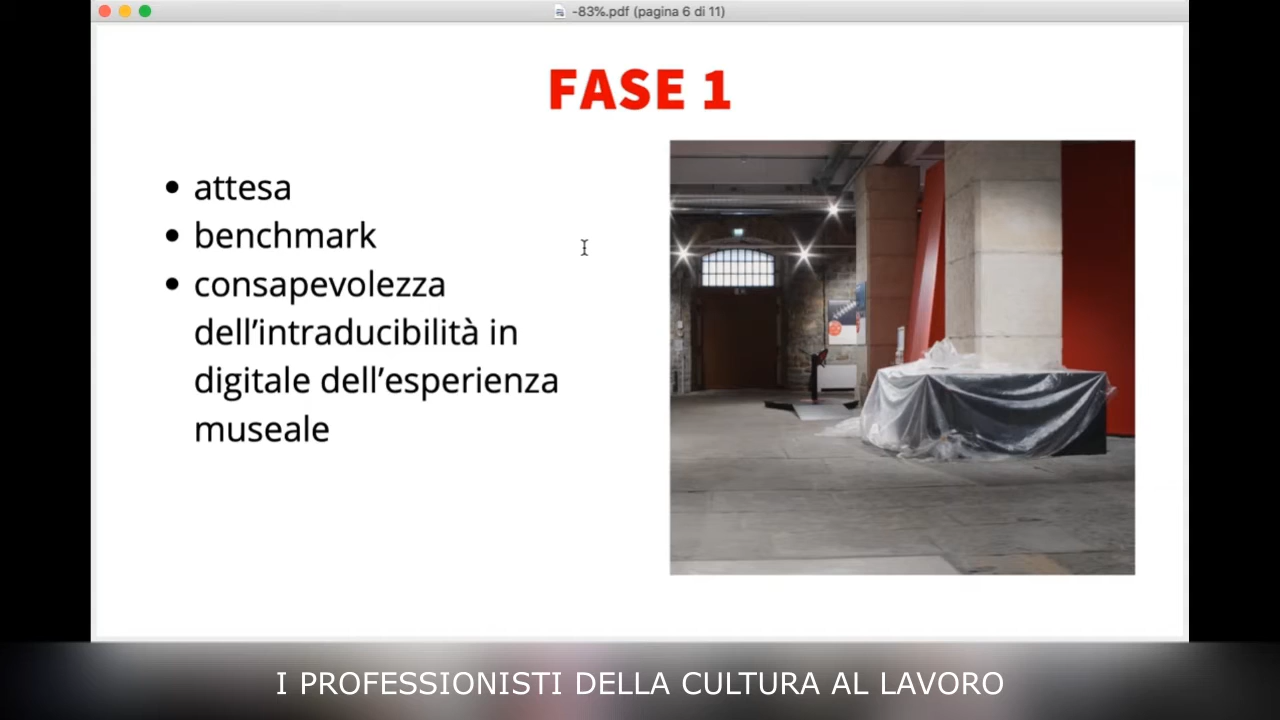 -83%.pdf (pagina 6 di 11)
FASE 1
• attesa
• benchmark
• consapevolezza
dell’intraducibilità in
digitale dell’esperienza
museale
I PROFESSIONISTI DELLA CULTURA AL LAVORO